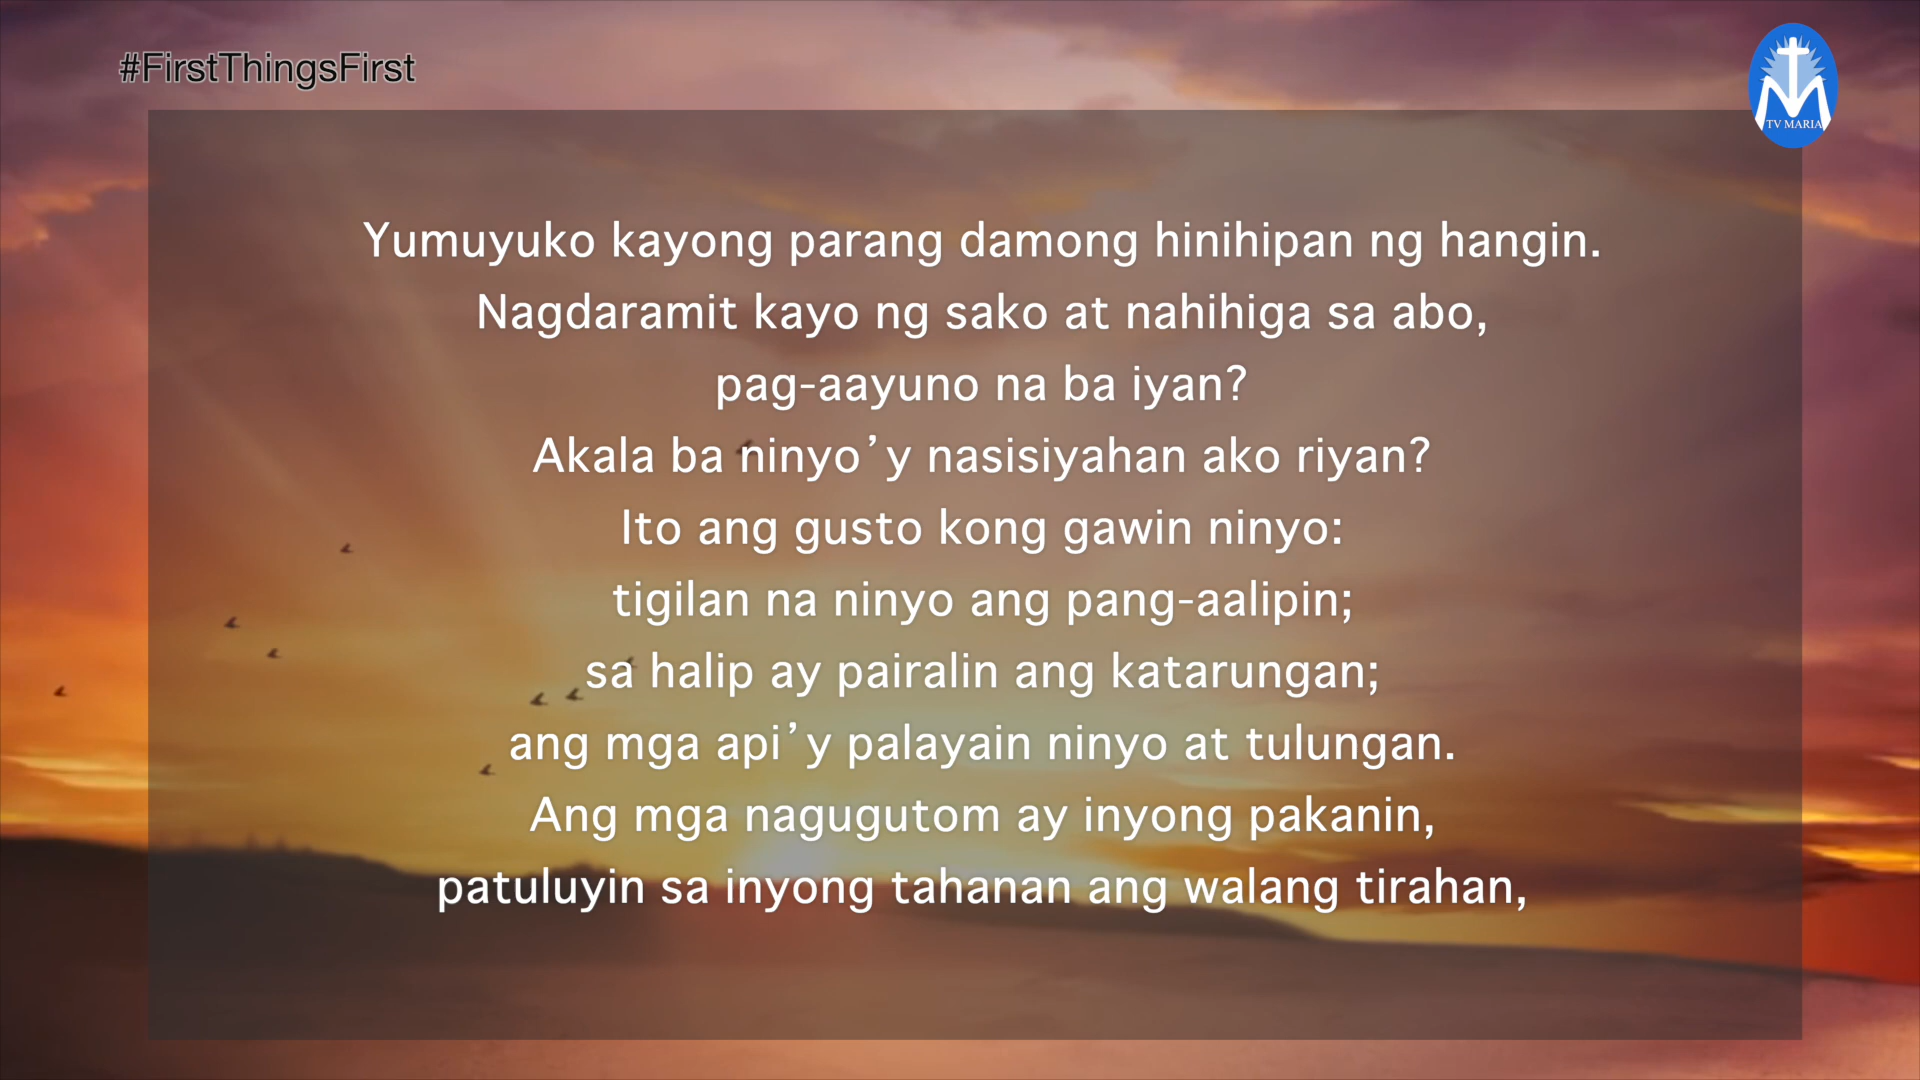 #FirstThingsFirst
TV MARIA
Yumuyuko kayong parang damong hinihipan ng hangin.
Nagdaramit kayo ng sako at nahihiga sa abo,
pag-aayuno na ba iyan?
Akala ba ninyo’y nasisiyahan ako riyan?
Ito ang gusto kong gawin ninyo:
tigilan na ninyo ang pang-aalipin;
sa halip ay pairalin ang katarungan;
ang mga api’y palayain ninyo at tulungan.
Ang mga nagugutom ay inyong pakanin,
patuluyin sa inyong tahanan ang walang tirahan,